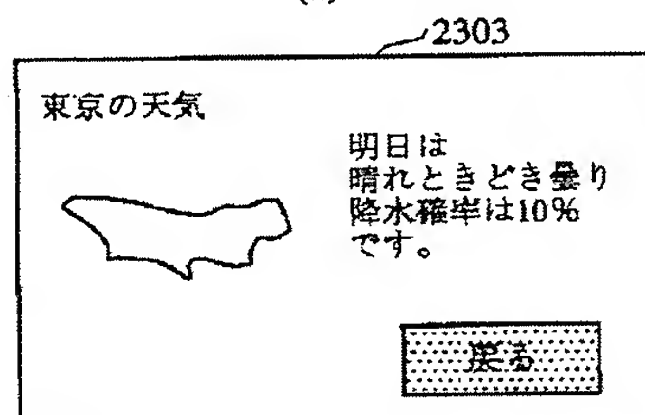 2303
東京の天気
明日は
晴れときどき曇り
降水確率は10%
です。
戻る